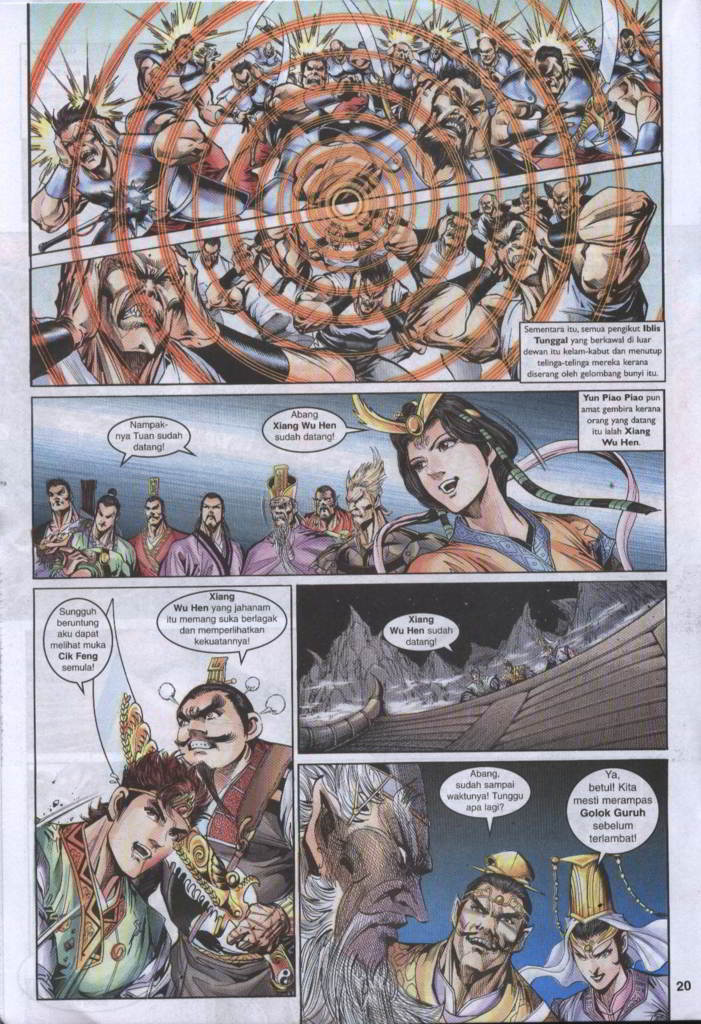 Sementara itu, semua pengikut Iblis
Tunggal yang berkawal di luar
dewan itu kelam-kabut dan menutup
telinga-telinga mereka kerana
diserang oleh gelombang bunyi itu.
Nampak-
nya Tuan sudah
datang!
Abang
Xiang Wu Hen
sudah datang!
Yun Piao Piao pun
amat gembira kerana
orang yang datang
itu ialah Xiang
Wu Hen.
Sungguh
beruntung
aku dapat
melihat muka
Cik Feng
semula!
Xiang
Wu Hen yang jahanam
itu memang suka berlagak
dan memperlihatkan
kekuatannya!
Xiang
Wu Hen sudah
datang!
Abang,
sudah sampai
waktunya! Tunggu
apa lagi?
Ya,
betul! Kita
mesti merampas
Golok Guruh
sebelum
terlambat!
20